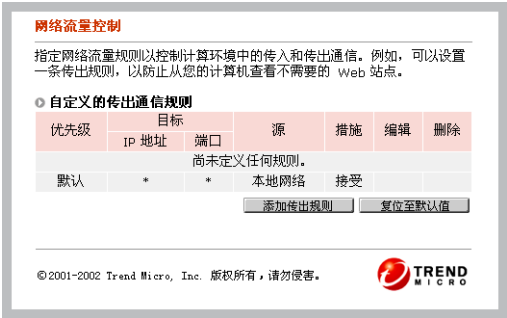 网络流量控制
指定网络流量规则以控制计算环境中的传入和传出通信。例如，可以设置
一条传出规则，以防止从您的计算机查看不需要的 Web 站点。
自定义的传出通信规则
优先级 目标 源 措施 编辑 删除
IP 地址 端口
尚未定义任何规则。
默认 * * 本地网络 接受
添加传出规则 复位至默认值
©2001-2002 Trend Micro, Inc. 版权所有，请勿侵害。
TREND
MICRO